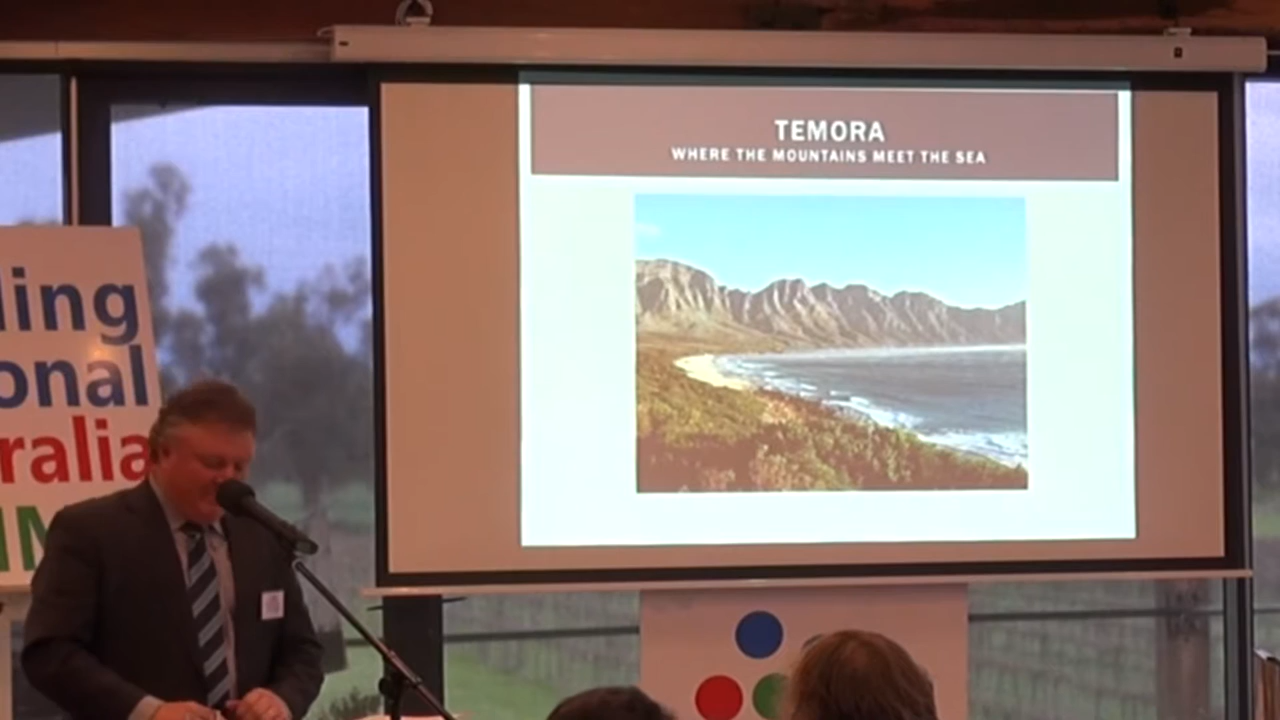 TEMORA
WHERE THE MOUNTAINS MEET THE SEA
ling
onal
ralia